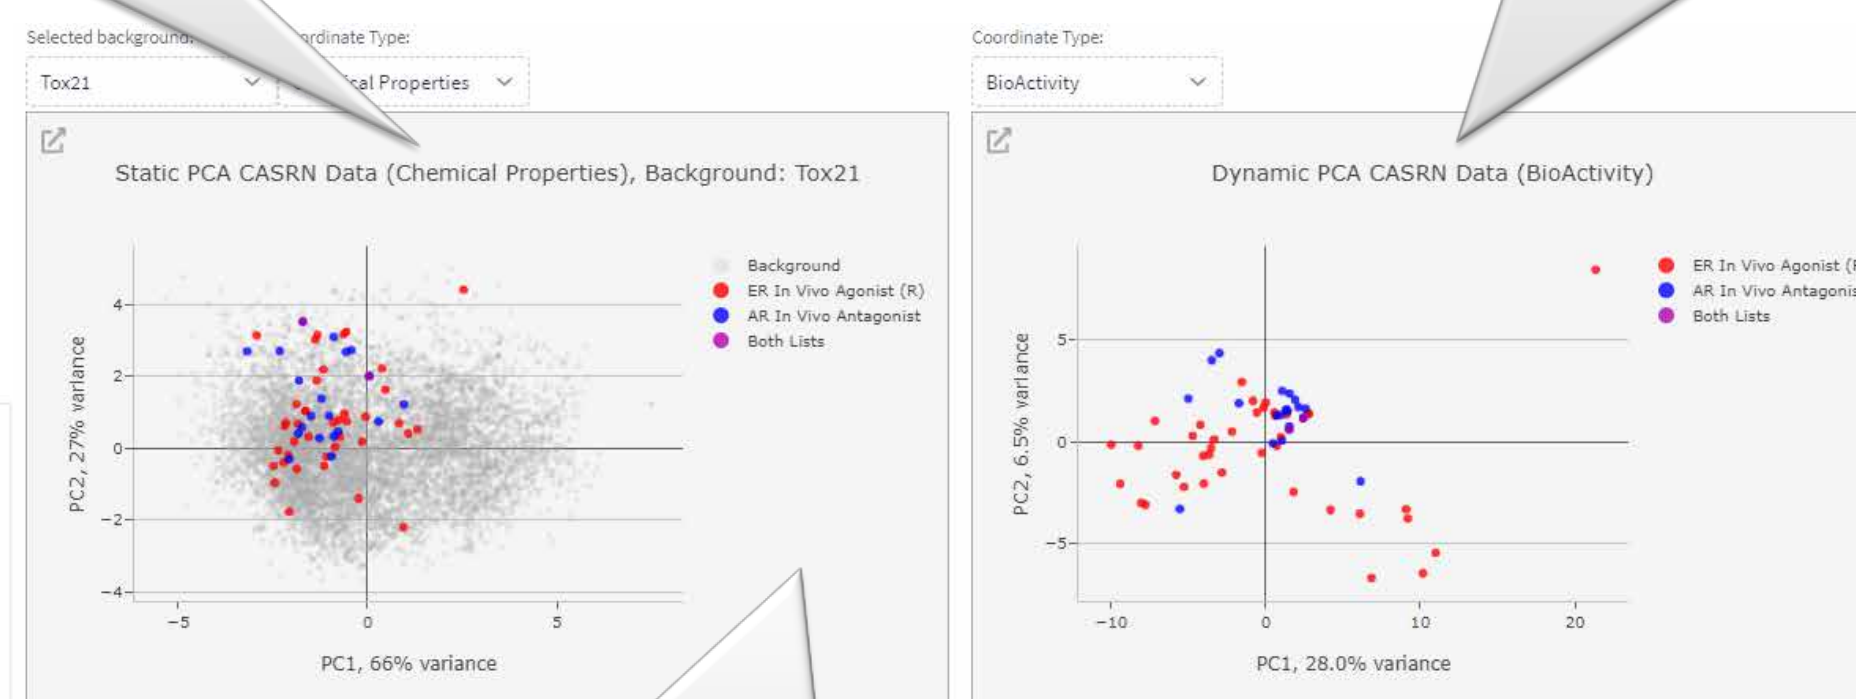 Selected background:
ordinate Type:
Tox21
cal Properties
Static PCA CASRN Data (Chemical Properties), Background: Tox21
Background
ER In Vivo Agonist (R)
AR In Vivo Antagonist
Both Lists
PC2, 27% variance
4
2
0
−2
−4
−5
0
5
PC1, 66% variance
Coordinate Type:
BioActivity
Dynamic PCA CASRN Data (BioActivity)
ER In Vivo Agonist (
AR In Vivo Antagonis
Both Lists
PC2, 6.5% variance
5
0
−5
−10
0
10
20
PC1, 28.0% variance